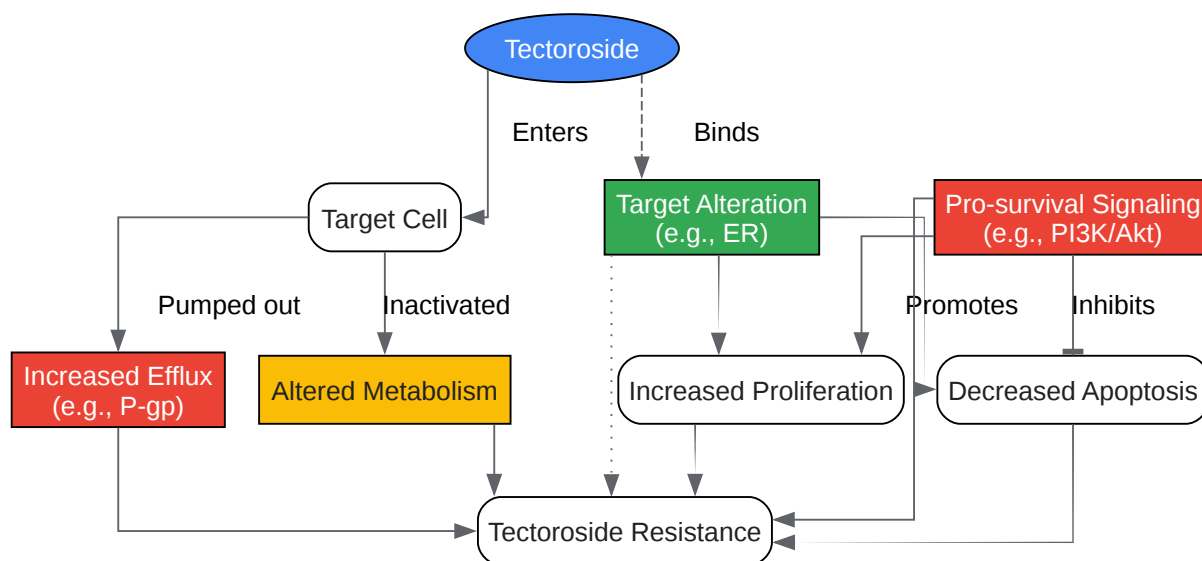 Tectoroside
Enters
Binds
Target Cell
Target Alteration
(e.g., ER)
Pro-survival Signaling
(e.g., PI3K/Akt)
Pumped out
Inactivated
Promotes
Inhibits
Increased Efflux
(e.g., P-gp)
Altered Metabolism
Increased Proliferation
Decreased Apoptosis
Tectoroside Resistance